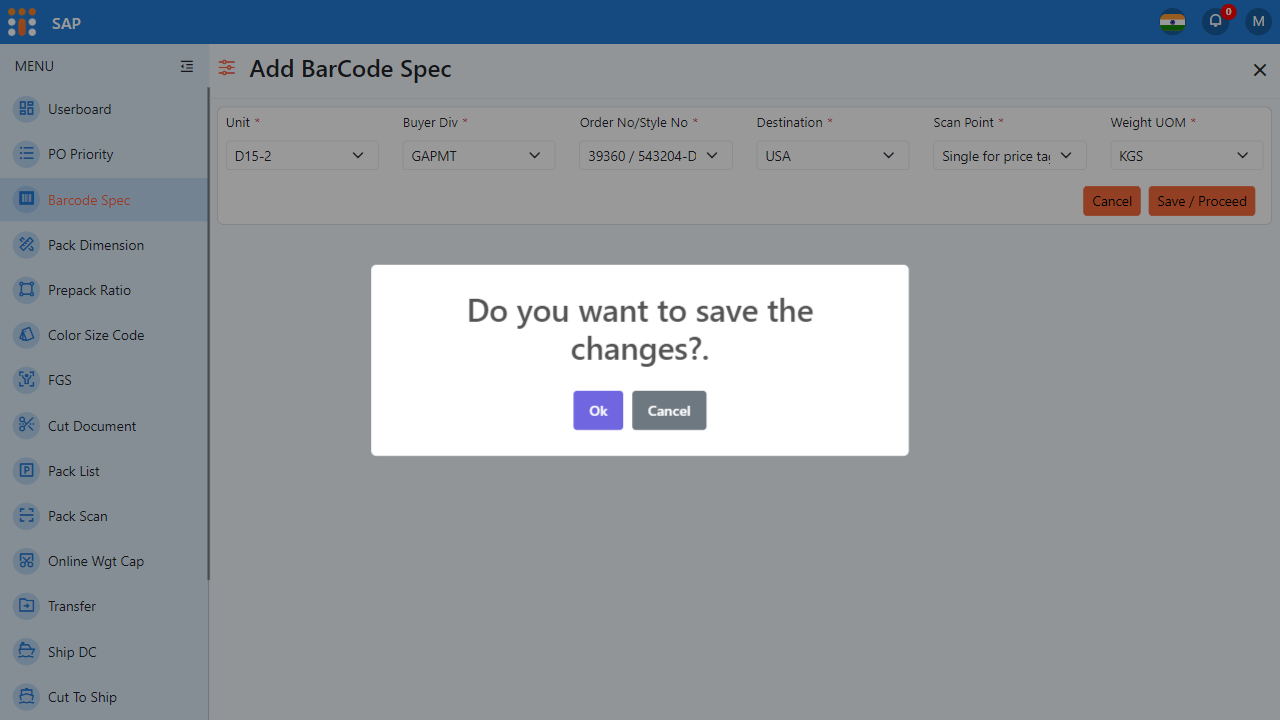 SAP
0
M
MENU
Add BarCode Spec
Userboard
PO Priority
Barcode Spec
Pack Dimension
Prepack Ratio
Color Size Code
FGS
Cut Document
P
Pack List
Pack Scan
Online Wgt Cap
Transfer
Ship DC
Cut To Ship
Unit *
Buyer Div *
Order No/Style No *
Destination *
Scan Point *
Weight UOM *
D15-2
GAPMT
39360 / 543204-D
USA
Single for price tag
KGS
Cancel
Save / Proceed
Do you want to save the
changes?.
Ok
Cancel